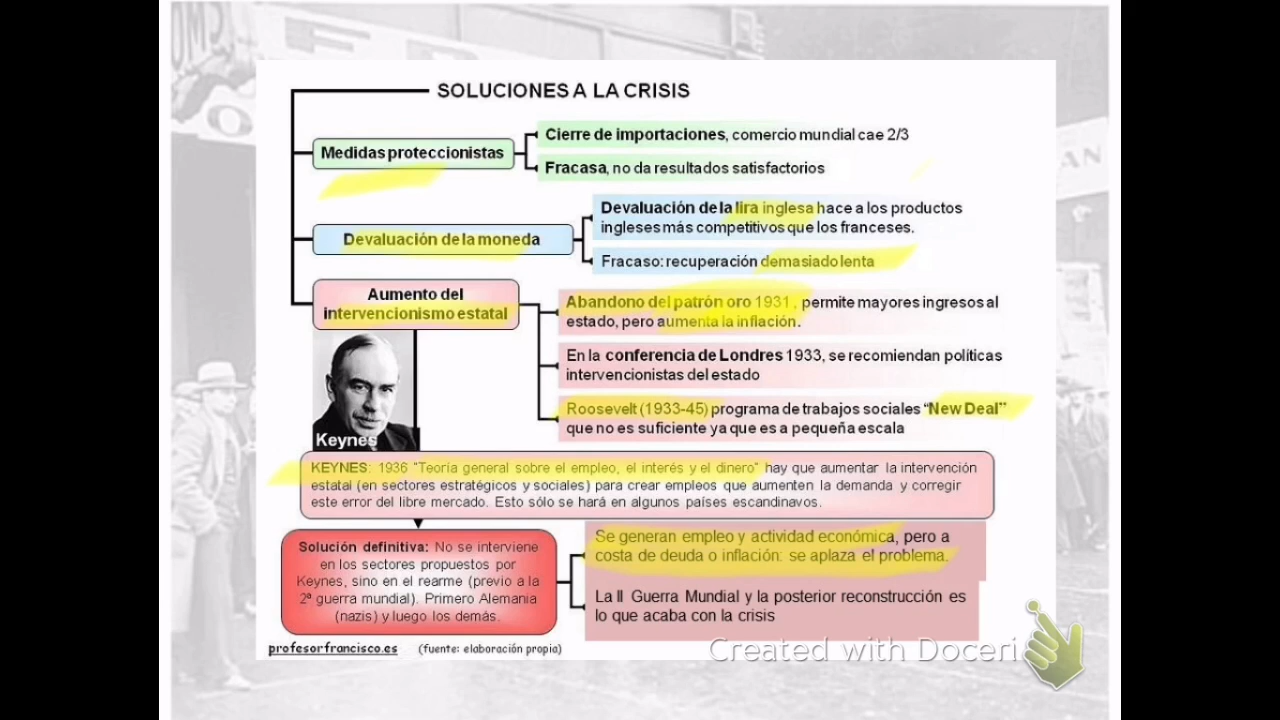 SOLUCIONES A LA CRISIS
Medidas proteccionistas
Cierre de importaciones, comercio mundial cae 2/3
Fracasa, no da resultados satisfactorios
Devaluación de la moneda
Devaluación de la lira inglesa hace a los productos
ingleses más competitivos que los franceses.
Fracaso: recuperación demasiado lenta
Aumento del
intervencionismo estatal
Abandono del patrón oro 1931, permite mayores ingresos al
estado, pero aumenta la inflación.
En la conferencia de Londres 1933, se recomiendan políticas
intervencionistas del estado
Roosevelt (1933-45) programa de trabajos sociales “New Deal”
que no es suficiente ya que es a pequeña escala
Keynes
KEYNES: 1936 "Teoría general sobre el empleo, el interés y el dinero" hay que aumentar la intervención
estatal (en sectores estratégicos y sociales) para crear empleos que aumenten la demanda y corregir
este error del libre mercado. Esto sólo se hará en algunos países escandinavos.
Solución definitiva: No se interviene
en los sectores propuestos por
Keynes, sino en el rearme (previo a la
2ª guerra mundial). Primero Alemania
(nazis) y luego los demás.
Se generan empleo y actividad económica, pero a
costa de deuda o inflación: se aplaza el problema.
La II Guerra Mundial y la posterior reconstrucción es
lo que acaba con la crisis
profesorfrancisco.es
(fuente: elaboración propia)
Created with Doceri